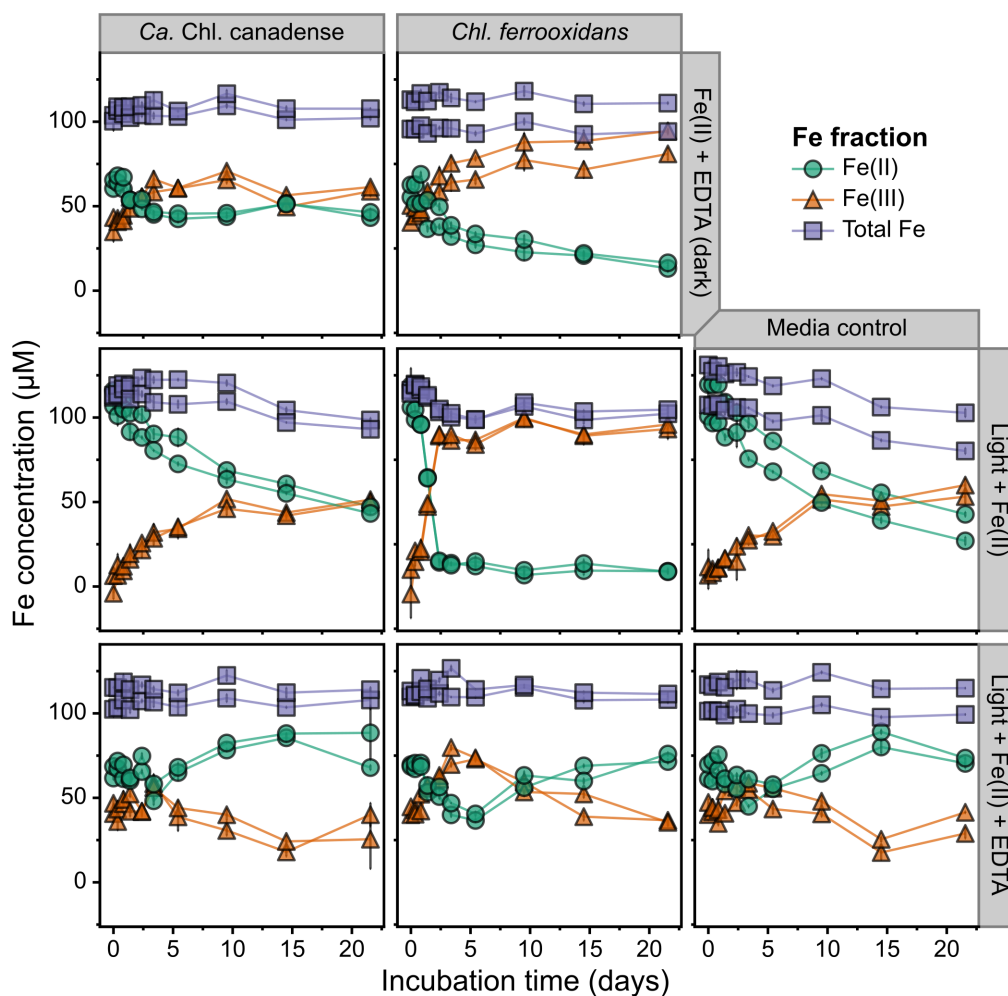 Ca. Chl. canadense
Chl. ferrooxidans
Fe(II) + EDTA (dark)
Fe fraction
Fe(II)
Fe(III)
Total Fe
100
50
0
Media control
Light + Fe(II)
100
50
0
Fe concentration (μM)
Light + Fe(II) + EDTA
100
50
0
0 5 10 15 20
0 5 10 15 20
0 5 10 15 20
Incubation time (days)